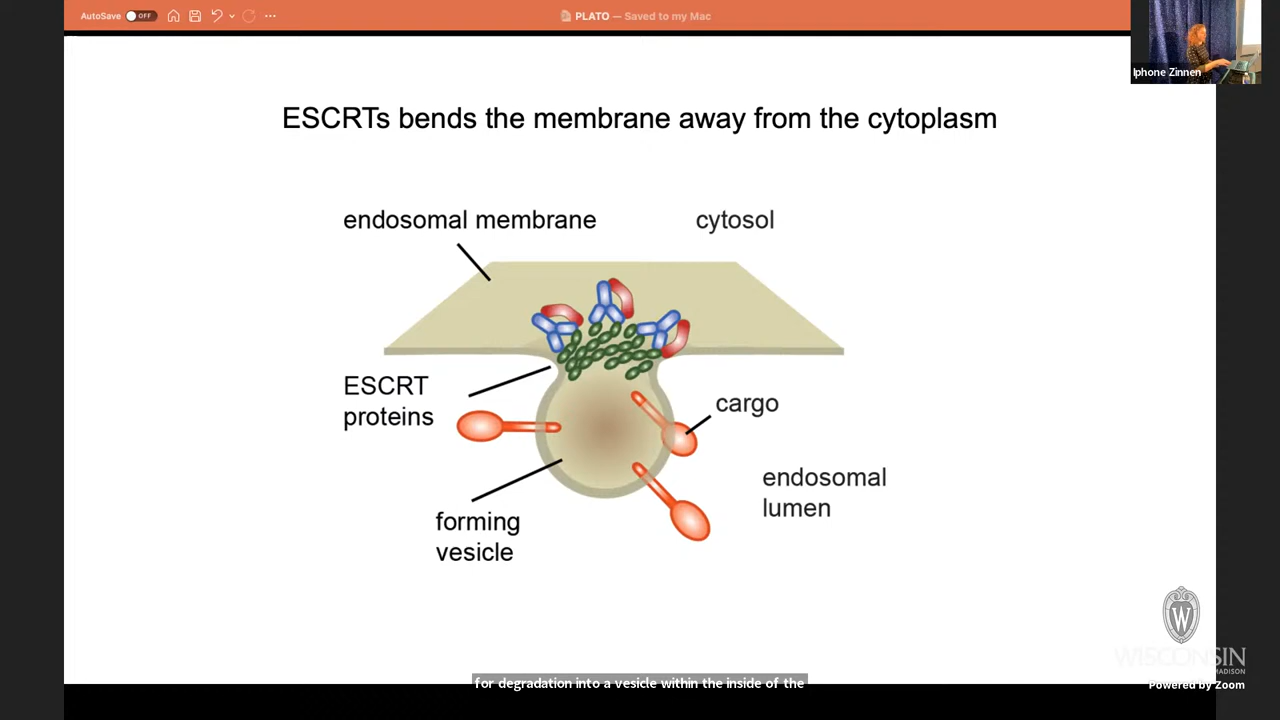 AutoSave OFF
PLATO — Saved to my Mac
Iphone Zinnen
ESCRTs bends the membrane away from the cytoplasm
endosomal membrane
cytosol
ESCRT
proteins
cargo
endosomal
lumen
forming
vesicle
W
WISCONSIN
MADISON
for degradation into a vesicle within the inside of the
Powered by Zoom